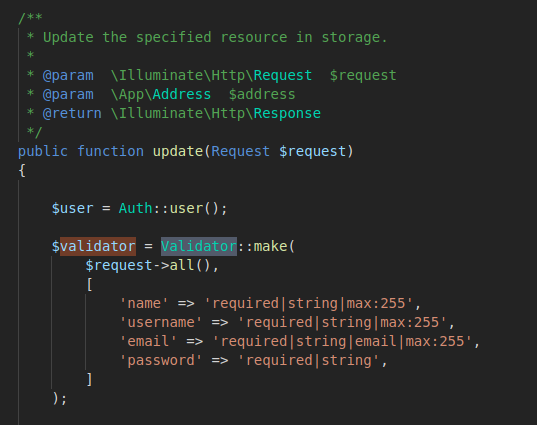 /**
 * Update the specified resource in storage.
 *
 * @param  \Illuminate\Http\Request  $request
 * @param  \App\Address  $address
 * @return \Illuminate\Http\Response
 */
public function update(Request $request)
{
    $user = Auth::user();
    $validator = Validator::make(
        $request->all(),
        [
            'name' => 'required|string|max:255',
            'username' => 'required|string|max:255',
            'email' => 'required|string|email|max:255',
            'password' => 'required|string',
        ]
    );